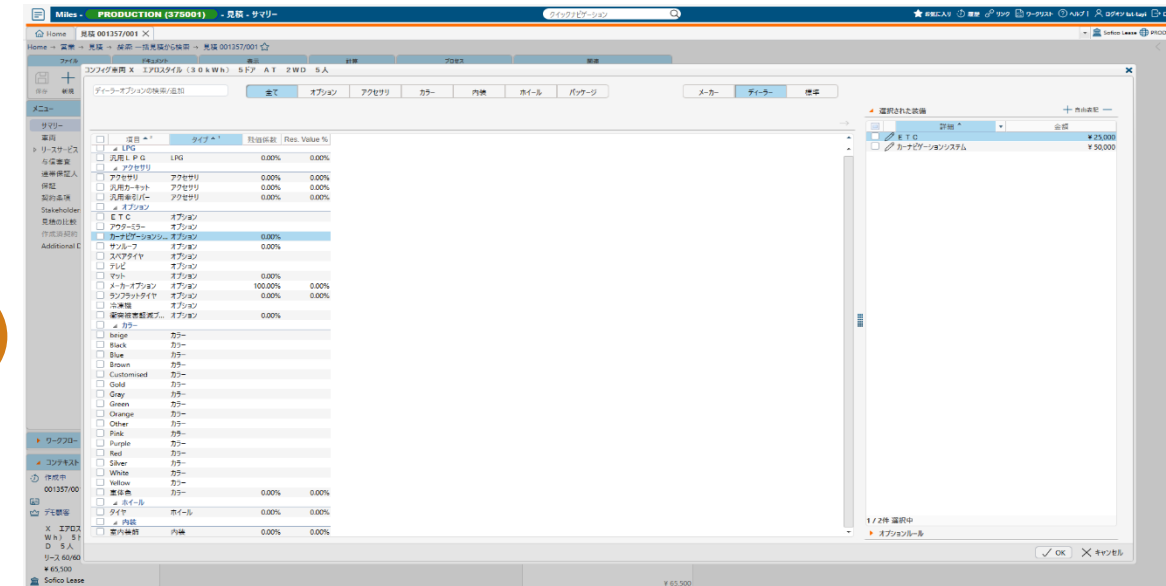 Miles - PRODUCTION (375001) - 見積 - サマリー
クイックナビゲーション
お気に入り 履歴 リンク ワークリスト ヘルプ ! ログオン tst-tapi
Home 見積 001357/001
Sofico Lease PROD
Home → 営業 → 見積 → 検索 —括見積から検索 → 見積 001357/001
ファイル ドキュメント 表示 計算 プロセス 関連
保存 新規
コンフィグ車両 X エアロスタイル（３０ｋＷｈ） ５ドア ＡＴ ２ＷＤ ５人
ディーラーオプションの検索/追加
全て オプション アクセサリ カラー 内装 ホイール パッケージ
メーカー ディーラー 標準
メニュー
サマリー
車両
リースサービス
与信審査
連帯保証人
保証
契約条項
Stakeholder
見積の比較
作成済契約
Additional D
ワークフロー
コンテキスト
作成中
001357/00
デモ顧客
X エアロス
Ｗｈ） ５ド
Ｄ ５人
リース 60/60
¥ 65,500
Sofico Lease
項目 タイプ 残価係数 Res. Value %
LPG
汎用ＬＰＧ LPG 0.00% 0.00%
アクセサリ
アクセサリ アクセサリ 0.00% 0.00%
汎用カーキット アクセサリ 0.00% 0.00%
汎用牽引バー アクセサリ 0.00% 0.00%
オプション
ＥＴＣ オプション
アウターミラー オプション
カーナビゲーションシ... オプション 0.00%
サンルーフ オプション 0.00%
スペアタイヤ オプション
テレビ オプション
マット オプション 0.00%
メーカーオプション オプション 100.00% 0.00%
ランフラットタイヤ オプション 0.00% 0.00%
冷凍機 オプション
衝突被害軽減ブ... オプション 0.00%
カラー
beige カラー
Black カラー
Blue カラー
Brown カラー
Customised カラー
Gold カラー
Gray カラー
Green カラー
Orange カラー
Other カラー
Pink カラー
Purple カラー
Red カラー
Silver カラー
White カラー
Yellow カラー
車体色 カラー 0.00% 0.00%
ホイール
タイヤ ホイール 0.00% 0.00%
内装
室内装飾 内装 0.00% 0.00%
選択された装備
自由表記
詳細 金額
ＥＴＣ ¥ 25,000
カーナビゲーションシステム ¥ 50,000
1 / 2件 選択中
オプションルール
OK キャンセル
¥ 65,500